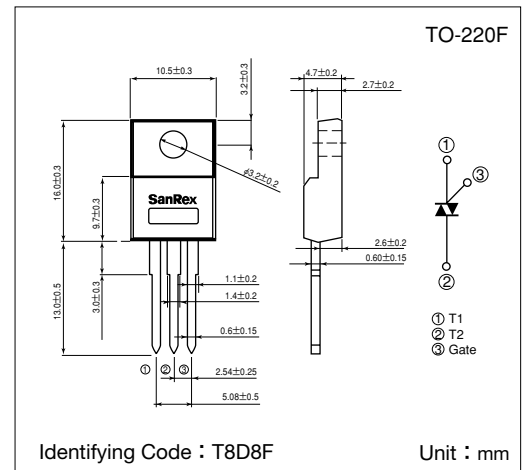 TO-220F
10.5±0.3
3.2±0.3
4.7±0.2
2.7±0.2
16.0±0.3
9.7±0.3
φ3.2±0.2
SanRex
13.0±0.5
3.0±0.3
1.1±0.2
1.4±0.2
0.6±0.15
2.6±0.2
0.60±0.15
① ② ③
2.54±0.25
5.08±0.5
①
③
②
① T1
② T2
③ Gate
Identifying Code：T8D8F
Unit：mm